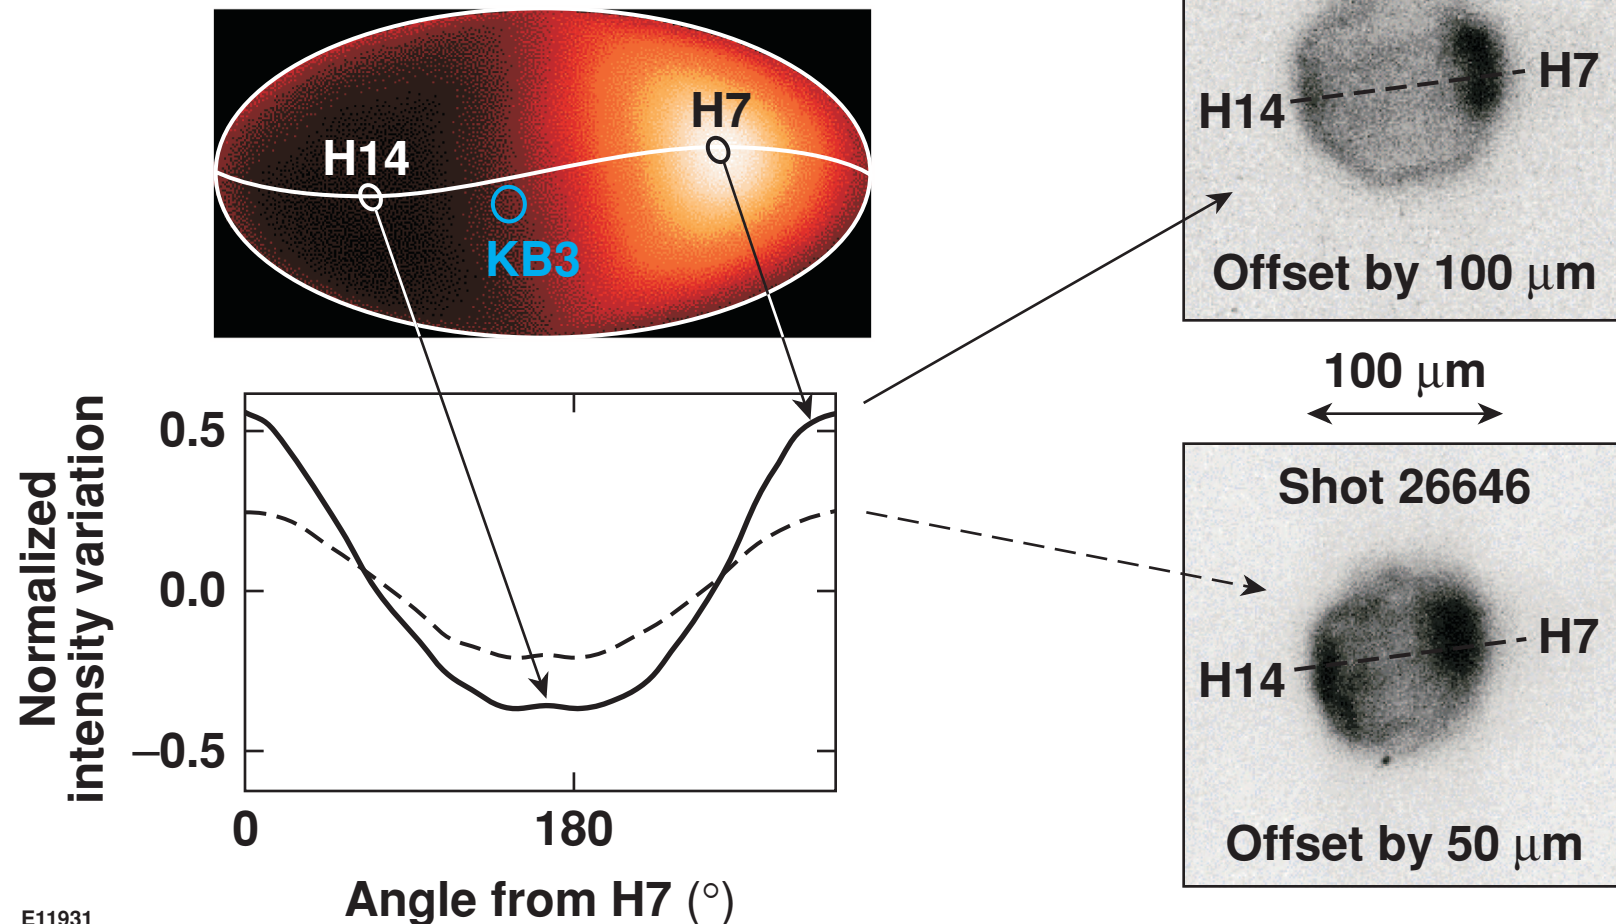 H14
H7
KB3
H14
H7
Offset by 100 μm
100 μm
Normalized
intensity variation
0.5
0.0
–0.5
0
180
Angle from H7 (°)
Shot 26646
H14
H7
Offset by 50 μm
E11931